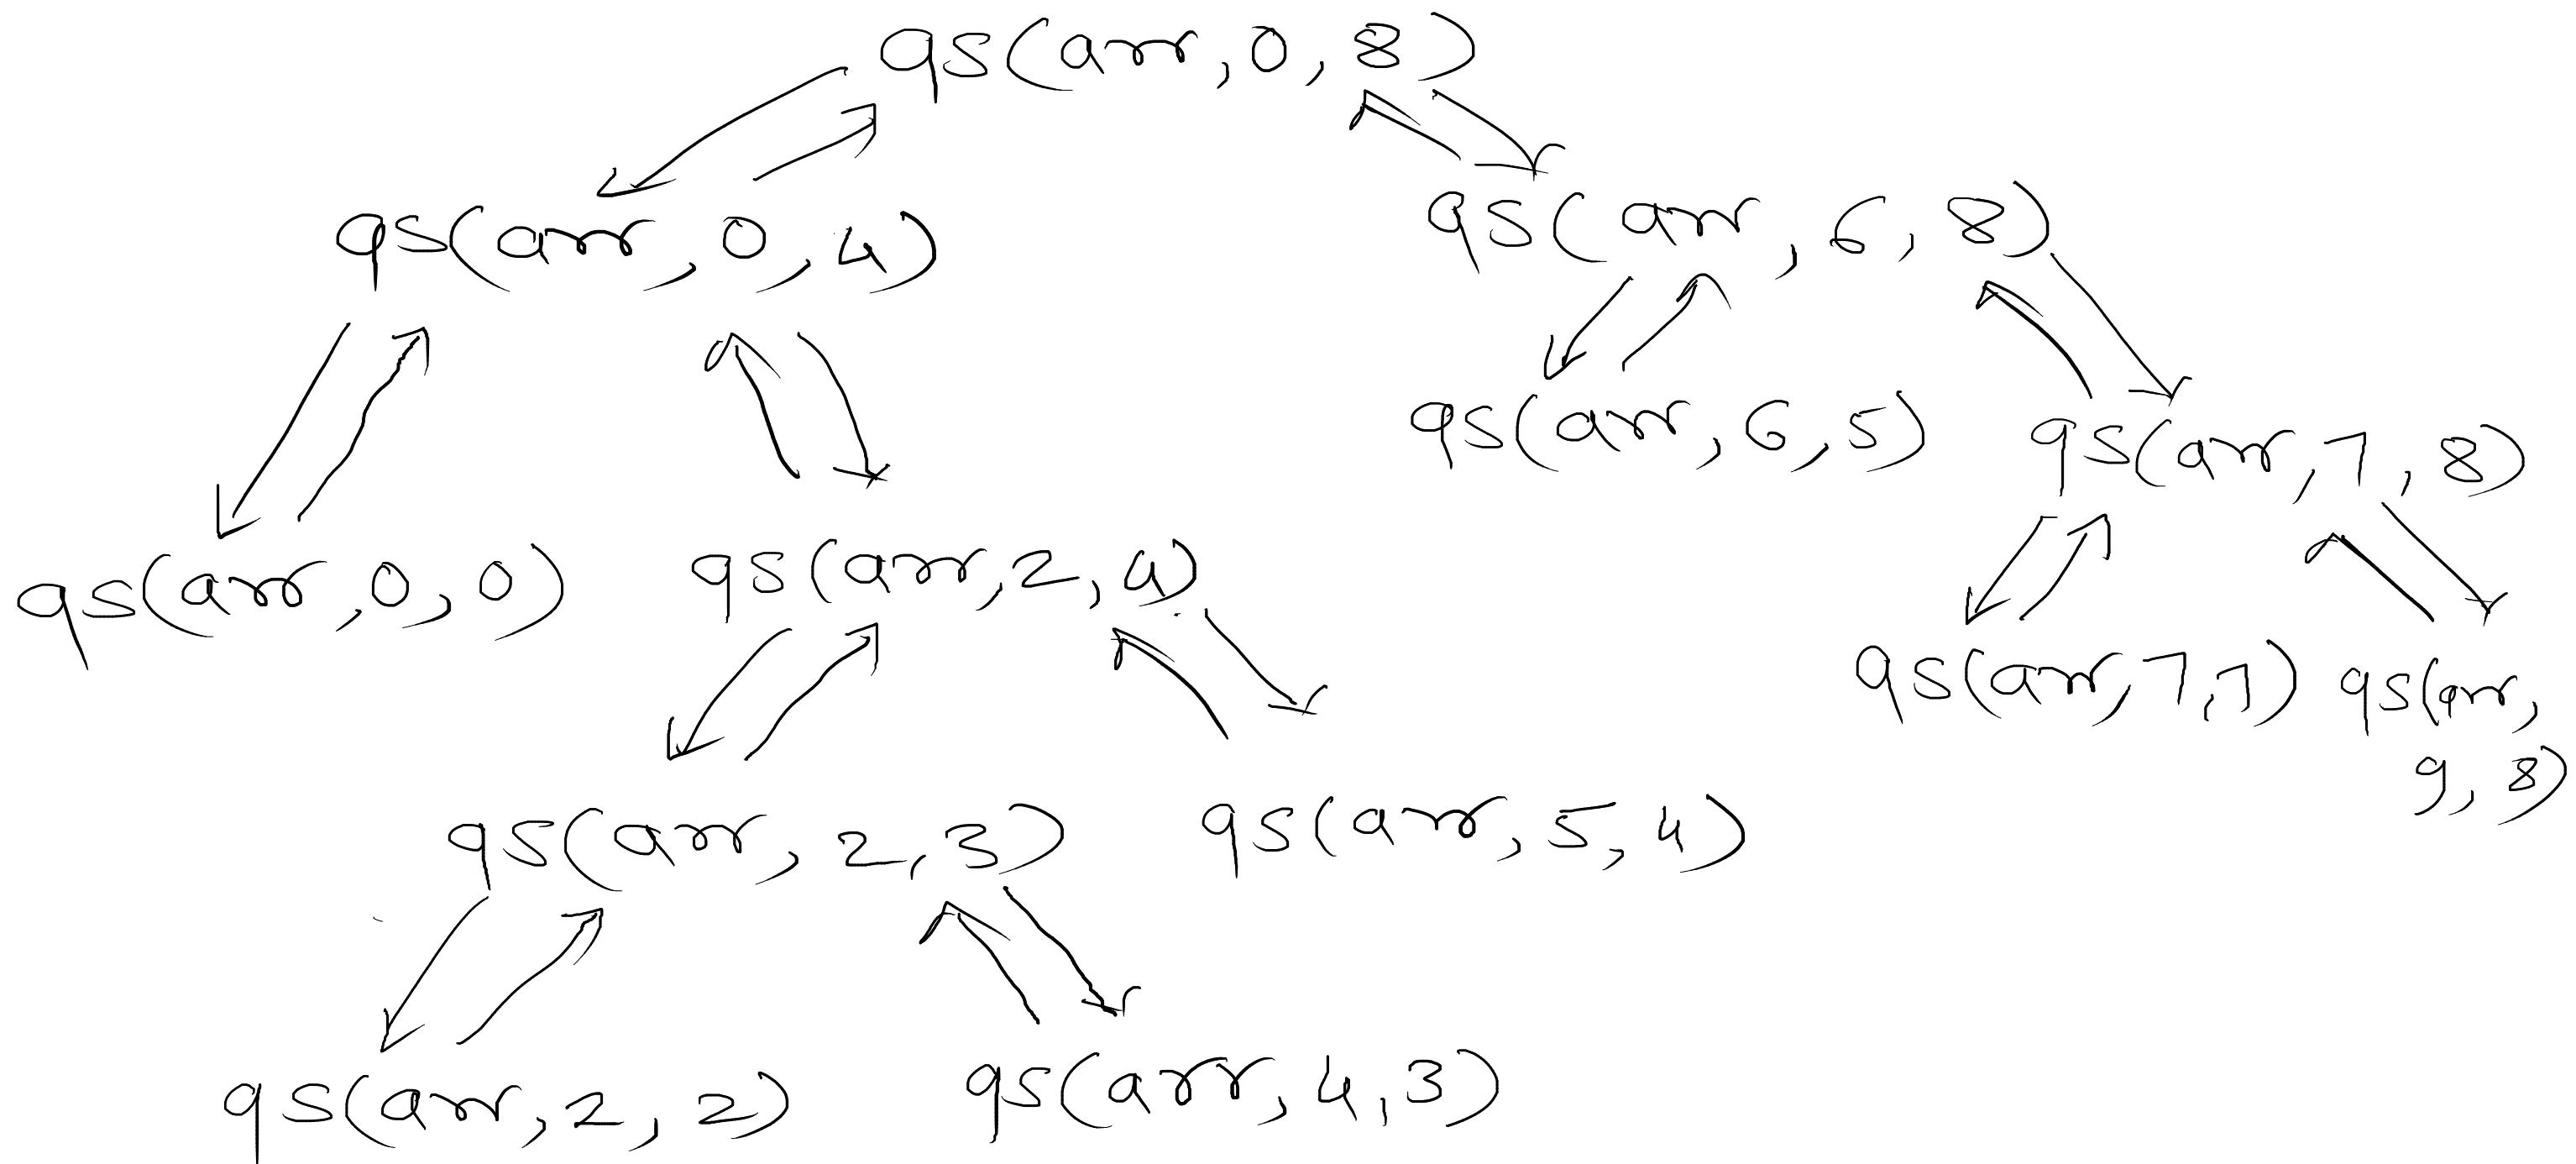 qs(arr,0,8)
qs(arr,0,4)
qs(arr,6,8)
qs(arr,6,5)
qs(arr,7,8)
qs(arr,0,0)
qs(arr,2,4)
qs(arr,7,7)
qs(arr,
9,8)
qs(arr,2,3)
qs(arr,5,4)
qs(arr,2,2)
qs(arr,4,3)